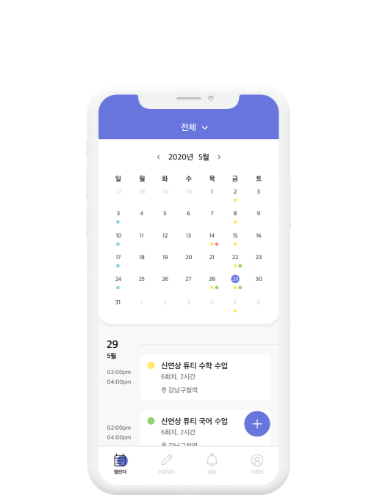 전체
2020년 5월
일 월 화 수 목 금 토
27 28 29 30 1 2 3
3 4 5 6 7 8 9
10 11 12 13 14 15 16
17 18 19 20 21 22 23
24 25 26 27 28 29 30
31 1 2 3 4 5 6
29
5월
02:00pm
04:00pm
신연상 튜티 수학 수업
6회차, 2시간
강남구청역
02:00pm
04:00pm
신연상 튜티 국어 수업
6회차, 2시간
강남구청역
캘린더
알림
내정보